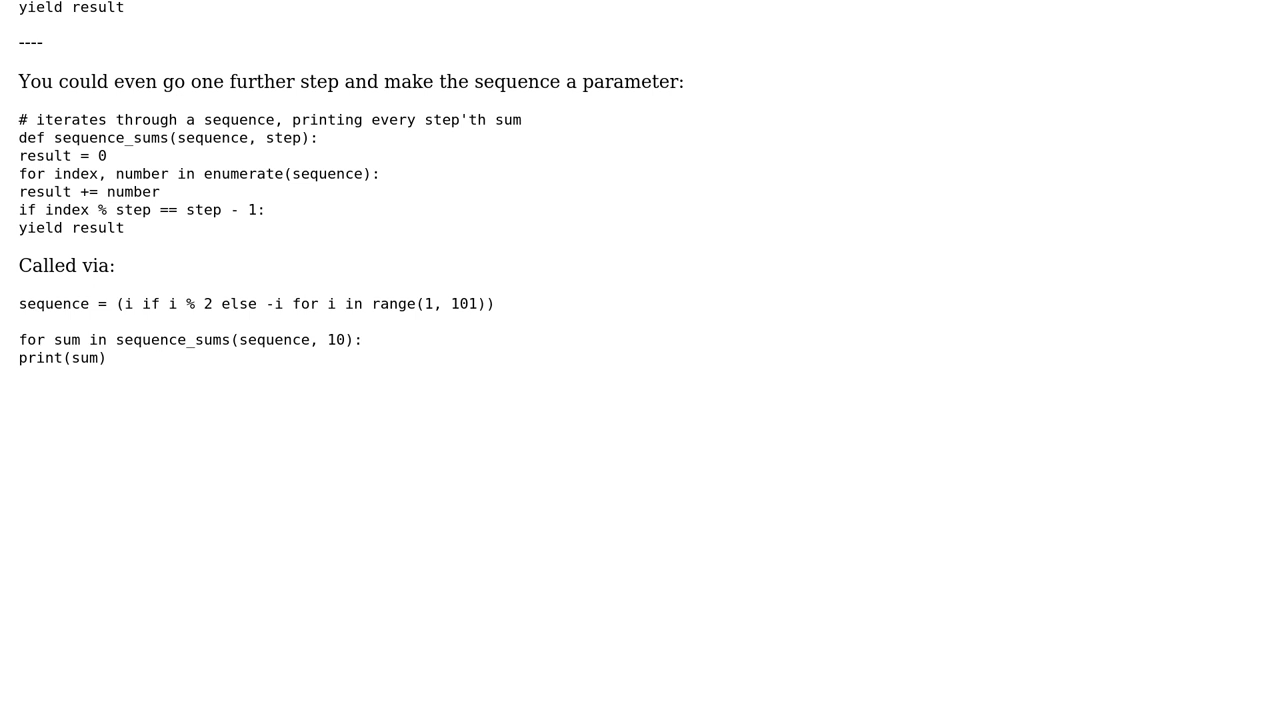 yield result
----
You could even go one further step and make the sequence a parameter:
# iterates through a sequence, printing every step'th sum
def sequence_sums(sequence, step):
result = 0
for index, number in enumerate(sequence):
result += number
if index % step == step - 1:
yield result
Called via:
sequence = (i if i % 2 else -i for i in range(1, 101))
for sum in sequence_sums(sequence, 10):
print(sum)